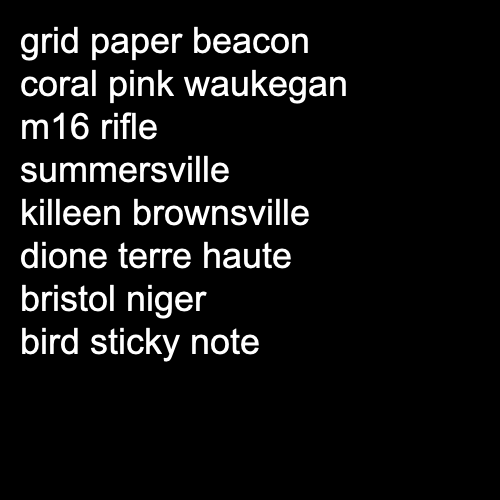 grid paper beacon
coral pink waukegan
m16 rifle
summersville
killeen brownsville
dione terre haute
bristol niger
bird sticky note